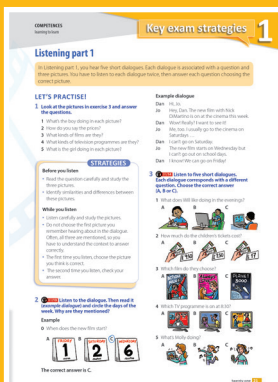 COMPETENCES
learning to learn
Key exam strategies 1
Listening part 1
In Listening part 1, you hear five short dialogues. Each dialogue is associated with a question and
three pictures. You have to listen to each dialogue twice, then answer each question choosing the
correct picture.
LET'S PRACTISE!
1 Look at the pictures in exercise 3 and answer
the questions.
1 What's the boy doing in each picture?
2 How do you say the prices?
3 What kinds of film are they?
4 What kinds of television programmes are they?
5 What is the girl doing in each picture?
STRATEGIES
Before you listen
• Read the question carefully and study the
three pictures.
• Identify similarities and differences between
these pictures.
While you listen
• Listen carefully and study the pictures.
• Do not choose the first picture you
remember hearing about in the dialogue.
Often, all three are mentioned, so you
have to understand the context to answer
correctly.
• The first time you listen, choose the picture
you think is correct.
• The second time you listen, check your
answer.
2 Listen to the dialogue. Then read it
(example dialogue) and circle the days of the
week. Why are they mentioned?
Example
0 When does the new film start?
A B C
FRIDAY
1
SATURDAY
2
WEDNESDAY
6
The correct answer is C.
Example dialogue
Dan Hi, Jo.
Jo Hey, Dan. The new film with Nick
DiMartino is on at the cinema this week.
Dan Wow! Really? I want to see it!
Jo Me, too. I usually go to the cinema on
Saturdays ...
Dan I can't go on Saturday.
Jo The new film starts on Wednesday but
I can't go out on school days.
Dan I know! We can go on Friday!
3 Listen to five short dialogues.
Each dialogue corresponds with a different
question. Choose the correct answer
(A, B or C).
1 What does Will like doing in the evenings?
A B C
2 How much do the children's tickets cost?
A B C
3 Which film do they choose?
A B C
PLANET
4 Which TV programme is on at 8.30?
A B C
5 What's Molly doing?
A B C